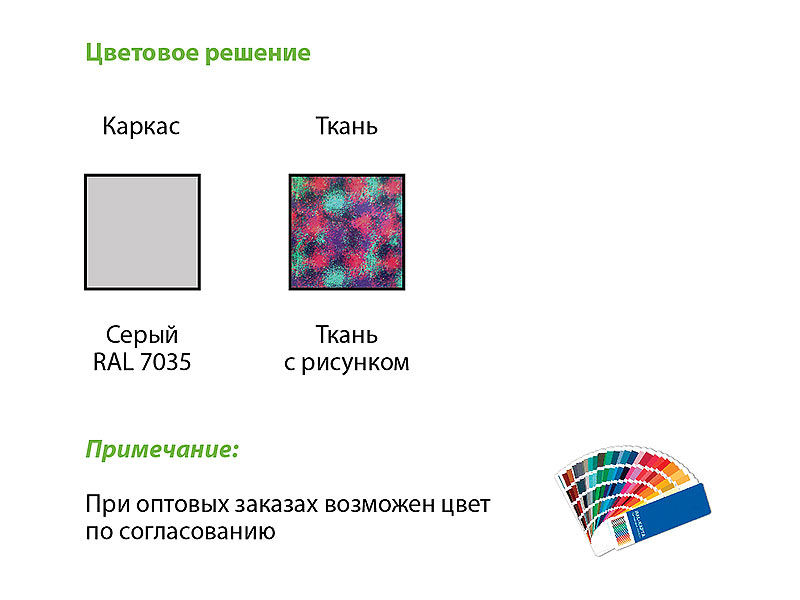 Цветовое решение
Каркас
Ткань
Серый
RAL 7035
Ткань
с рисунком
Примечание:
При оптовых заказах возможен цвет
по согласованию